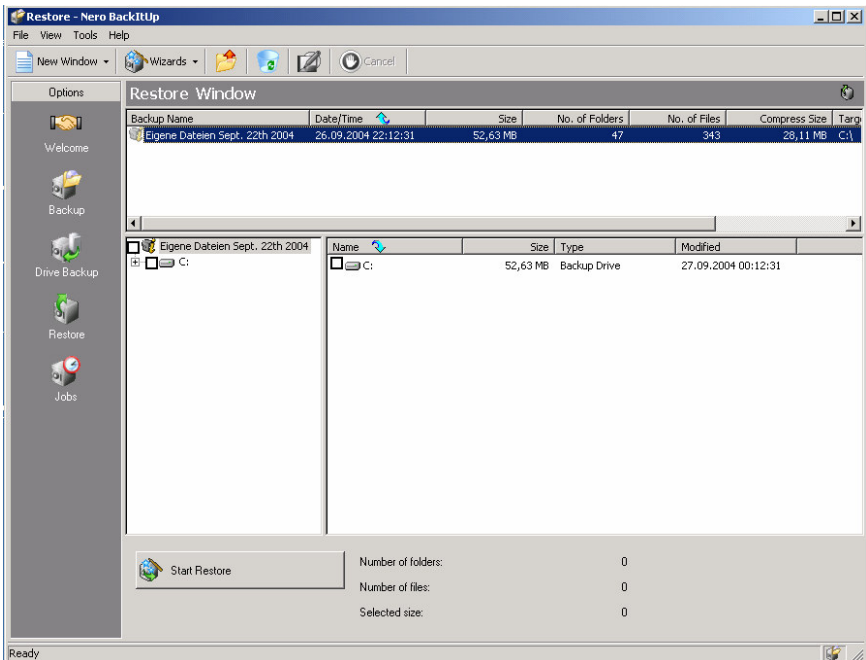 Restore - Nero BackItUp
File View Tools Help
New Window Wizards Cancel
Options
Welcome
Backup
Drive Backup
Restore
Jobs
Restore Window
Backup Name Date/Time Size No. of Folders No. of Files Compress Size Targ
Eigene Dateien Sept. 22th 2004 26.09.2004 22:12:31 52,63 MB 47 343 28,11 MB C:\
Eigene Dateien Sept. 22th 2004
C:
Name Size Type Modified
C: 52,63 MB Backup Drive 27.09.2004 00:12:31
Start Restore
Number of folders: 0
Number of files: 0
Selected size: 0
Ready